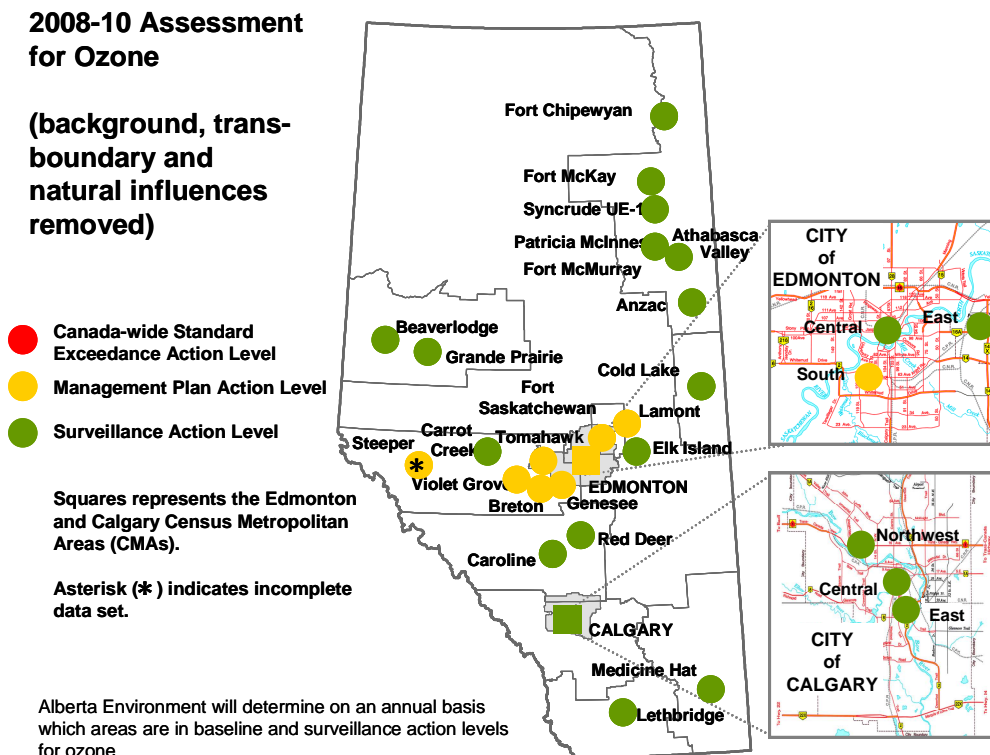 2008-10 Assessment
for Ozone
(background, trans-
boundary and
natural influences
removed)
Canada-wide Standard
Exceedance Action Level
Management Plan Action Level
Surveillance Action Level
Squares represents the Edmonton
and Calgary Census Metropolitan
Areas (CMAs).
Asterisk (*) indicates incomplete
data set.
Alberta Environment will determine on an annual basis
which areas are in baseline and surveillance action levels
for ozone
Fort Chipewyan
Fort McKay
Syncrude UE-1
Patricia McInnes
Athabasca
Valley
Fort McMurray
Anzac
Beaverlodge
Grande Prairie
Cold Lake
Fort
Saskatchewan
Lamont
Steeper
*
Carrot
Creek
Tomahawk
Elk Island
Violet Grove
EDMONTON
Breton
Genesee
Red Deer
Caroline
CALGARY
Medicine Hat
Lethbridge
CITY
of
EDMONTON
Central
East
South
Northwest
Central
East
CITY
of
CALGARY